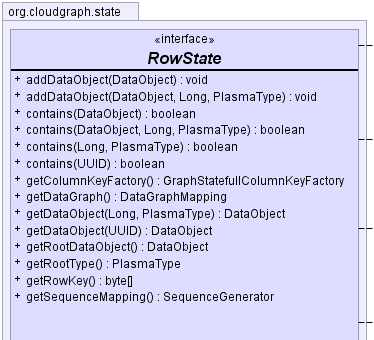 org.cloudgraph.state
«interface»
RowState
+ addDataObject(DataObject) : void
+ addDataObject(DataObject, Long, PlasmaType) : void
+ contains(DataObject) : boolean
+ contains(DataObject, Long, PlasmaType) : boolean
+ contains(Long, PlasmaType) : boolean
+ contains(UUID) : boolean
+ getColumnKeyFactory() : GraphStatefullColumnKeyFactory
+ getDataGraph() : DataGraphMapping
+ getDataObject(Long, PlasmaType) : DataObject
+ getDataObject(UUID) : DataObject
+ getRootDataObject() : DataObject
+ getRootType() : PlasmaType
+ getRowKey() : byte[]
+ getSequenceMapping() : SequenceGenerator